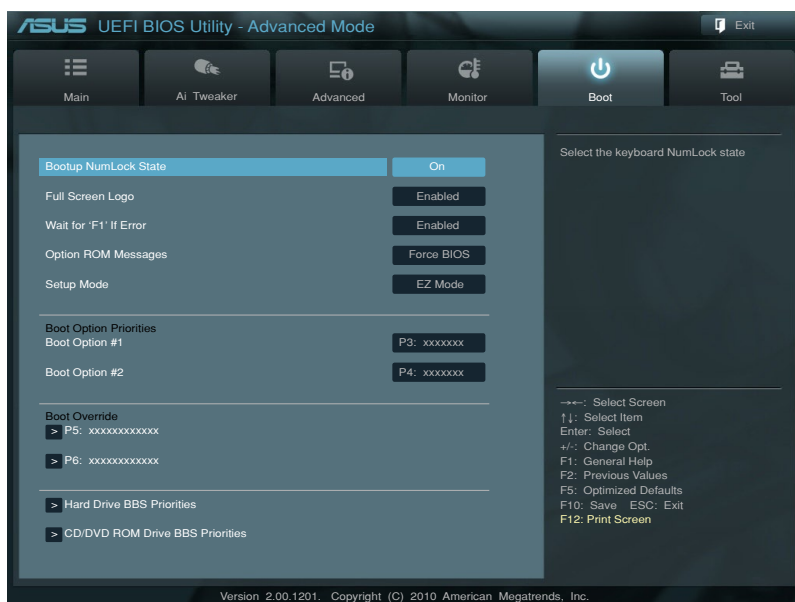 ASUS UEFI BIOS Utility - Advanced Mode
Exit
Main
Ai Tweaker
Advanced
Monitor
Boot
Tool
Bootup NumLock State On
Full Screen Logo Enabled
Wait for ‘F1’ If Error Enabled
Option ROM Messages Force BIOS
Setup Mode EZ Mode
Boot Option Priorities
Boot Option #1 P3: xxxxxxx
Boot Option #2 P4: xxxxxxx
Boot Override
> P5: xxxxxxxxxxxx
> P6: xxxxxxxxxxxx
> Hard Drive BBS Priorities
> CD/DVD ROM Drive BBS Priorities
Select the keyboard NumLock state
→←: Select Screen
↑↓: Select Item
Enter: Select
+/-: Change Opt.
F1: General Help
F2: Previous Values
F5: Optimized Defaults
F10: Save ESC: Exit
F12: Print Screen
Version 2.00.1201. Copyright (C) 2010 American Megatrends, Inc.